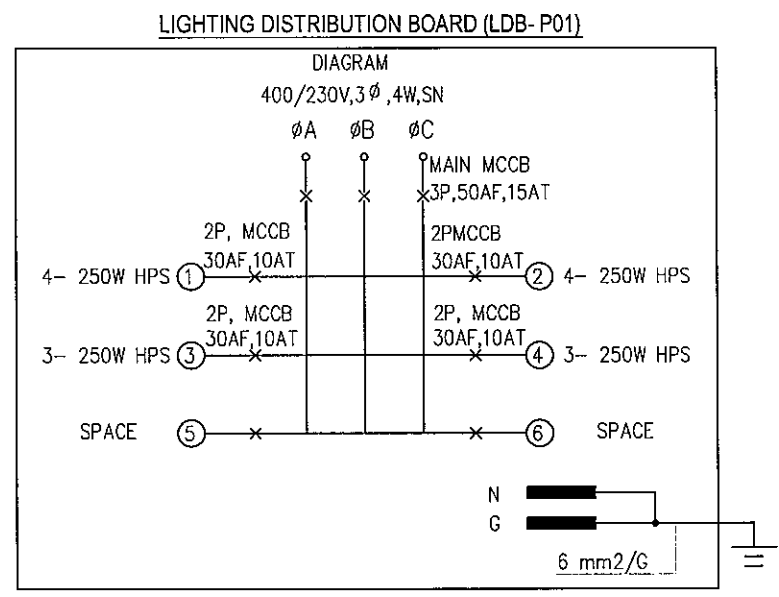 LIGHTING DISTRIBUTION BOARD (LDB- P01)
DIAGRAM
400/230V,3ø,4W,SN
øA øB øC
MAIN MCCB
3P,50AF,15AT
2P, MCCB
30AF,10AT
2PMCCB
30AF,10AT
4- 250W HPS 1
2 4- 250W HPS
2P, MCCB
30AF,10AT
2P, MCCB
30AF,10AT
3- 250W HPS 3
4 3- 250W HPS
SPACE 5
6 SPACE
N
G
6 mm2/G